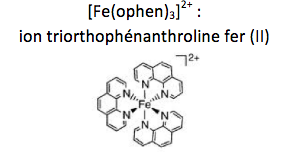 [Fe(ophen)₃]²⁺ :
ion triorthophénanthroline fer (II)
2+
N N
N N
Fe
N N